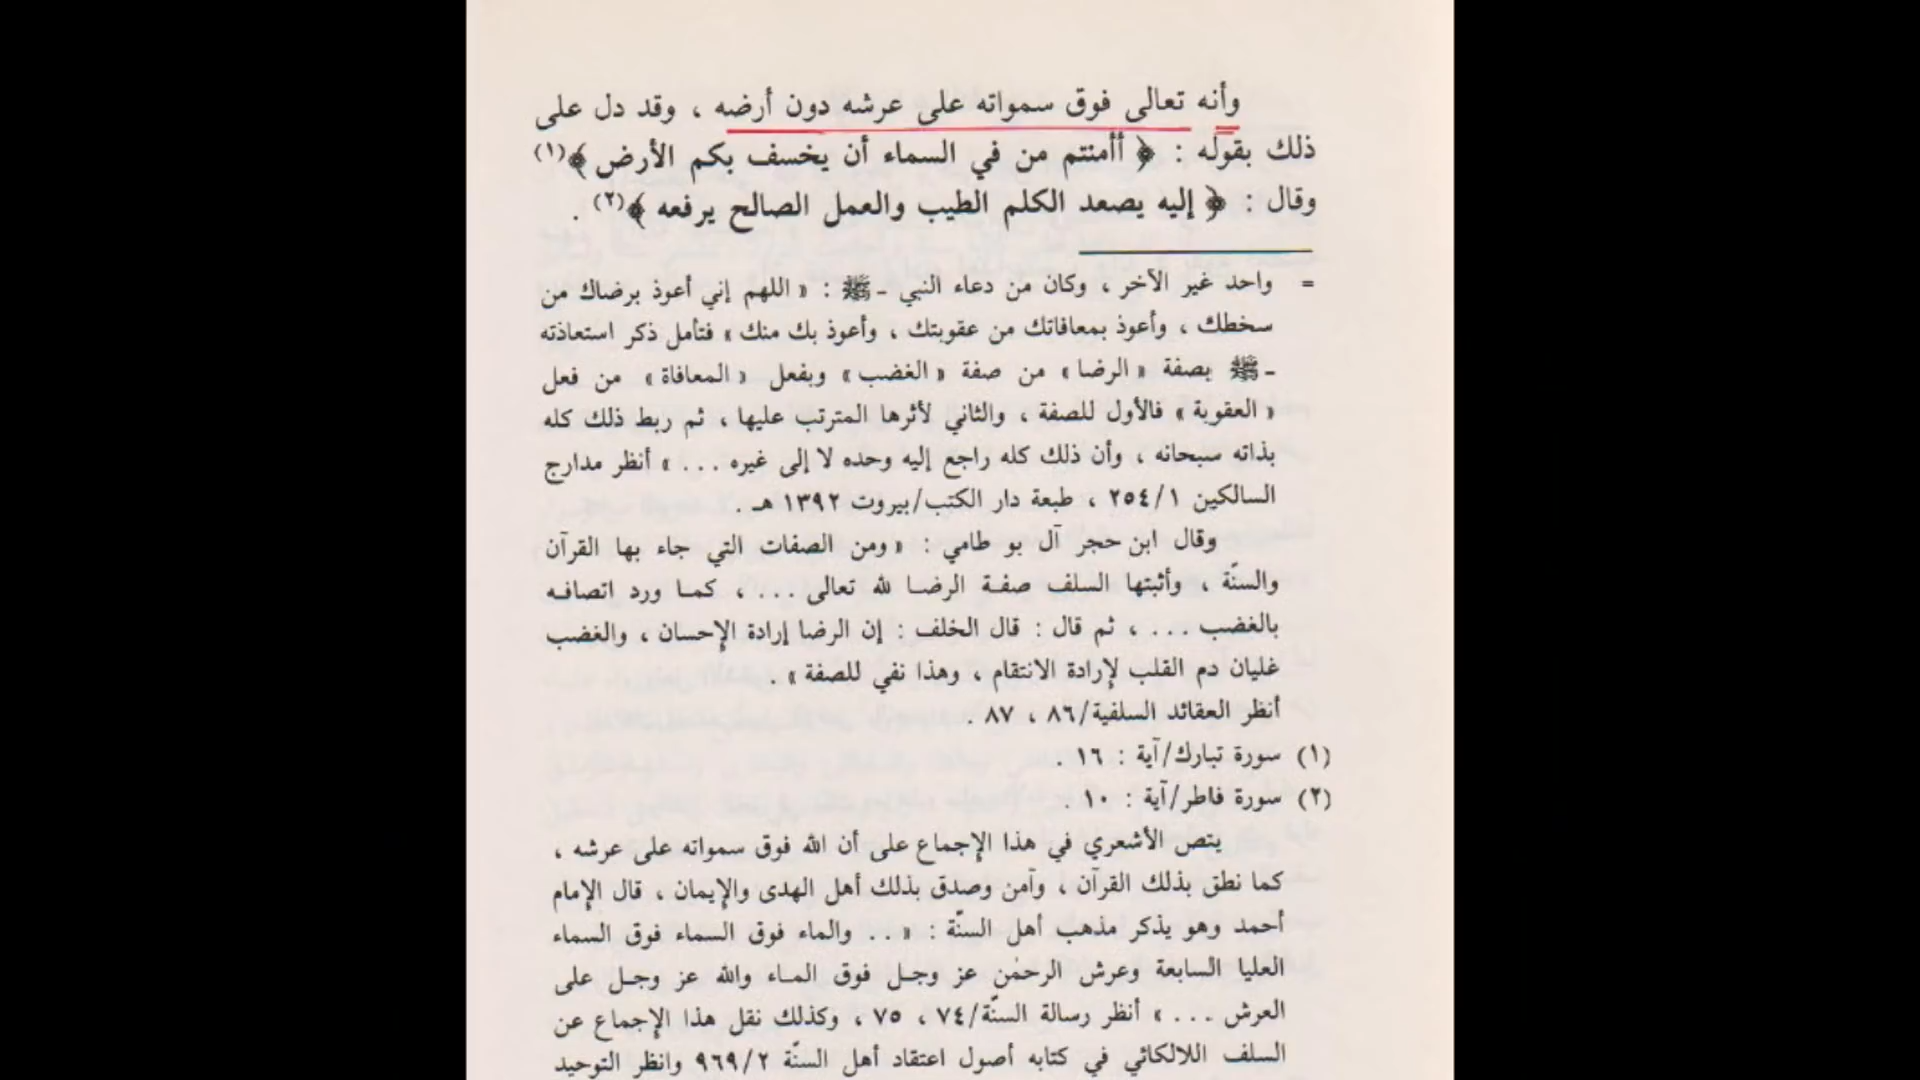 وأنه تعالى فوق سمواته على عرشه دون أرضه ، وقد دل على
ذلك بقوله : ﴿ أأمنتم من في السماء أن يخسف بكم الأرض ﴾(١)
وقال : ﴿ إليه يصعد الكلم الطيب والعمل الصالح يرفعه ﴾(٢) .
= واحد غير الآخر ، وكان من دعاء النبي ـ ﷺ : « اللهم إني أعوذ برضاك من
سخطك ، وأعوذ بمعافاتك من عقوبتك ، وأعوذ بك منك » فتأمل ذكر استعاذته
ـ ﷺ بصفة « الرضا » من صفة « الغضب » وبفعل « المعافاة » من فعل
« العقوبة » فالأول للصفة ، والثاني لأثرها المترتب عليها ، ثم ربط ذلك كله
بذاته سبحانه ، وأن ذلك كله راجع إليه وحده لا إلى غيره . . . » أنظر مدارج
السالكين ٢٥٤/١ ، طبعة دار الكتب/بيروت ١٣٩٢ هـ .
وقال ابن حجر آل بو طامي : « ومن الصفات التي جاء بها القرآن
والسنّة ، وأثبتها السلف صفة الرضا لله تعالى . . . ، كما ورد اتصافه
بالغضب . . . ، ثم قال : قال الخلف : إن الرضا إرادة الإحسان ، والغضب
غليان دم القلب لإرادة الانتقام ، وهذا نفي للصفة » .
أنظر العقائد السلفية/٨٦ ، ٨٧ .
(١) سورة تبارك/آية : ١٦ .
(٢) سورة فاطر/آية : ١٠ .
يتص الأشعري في هذا الإجماع على أن الله فوق سمواته على عرشه ،
كما نطق بذلك القرآن ، وآمن وصدق بذلك أهل الهدى والإيمان ، قال الإمام
أحمد وهو يذكر مذهب أهل السنّة : « . . والماء فوق السماء فوق السماء
العليا السابعة وعرش الرحمٰن عز وجل فوق الماء والله عز وجل على
العرش . . . » أنظر رسالة السنّة/٧٤ ، ٧٥ ، وكذلك نقل هذا الإجماع عن
السلف اللالكائي في كتابه أصول اعتقاد أهل السنّة ٩٦٩/٢ وانظر التوحيد